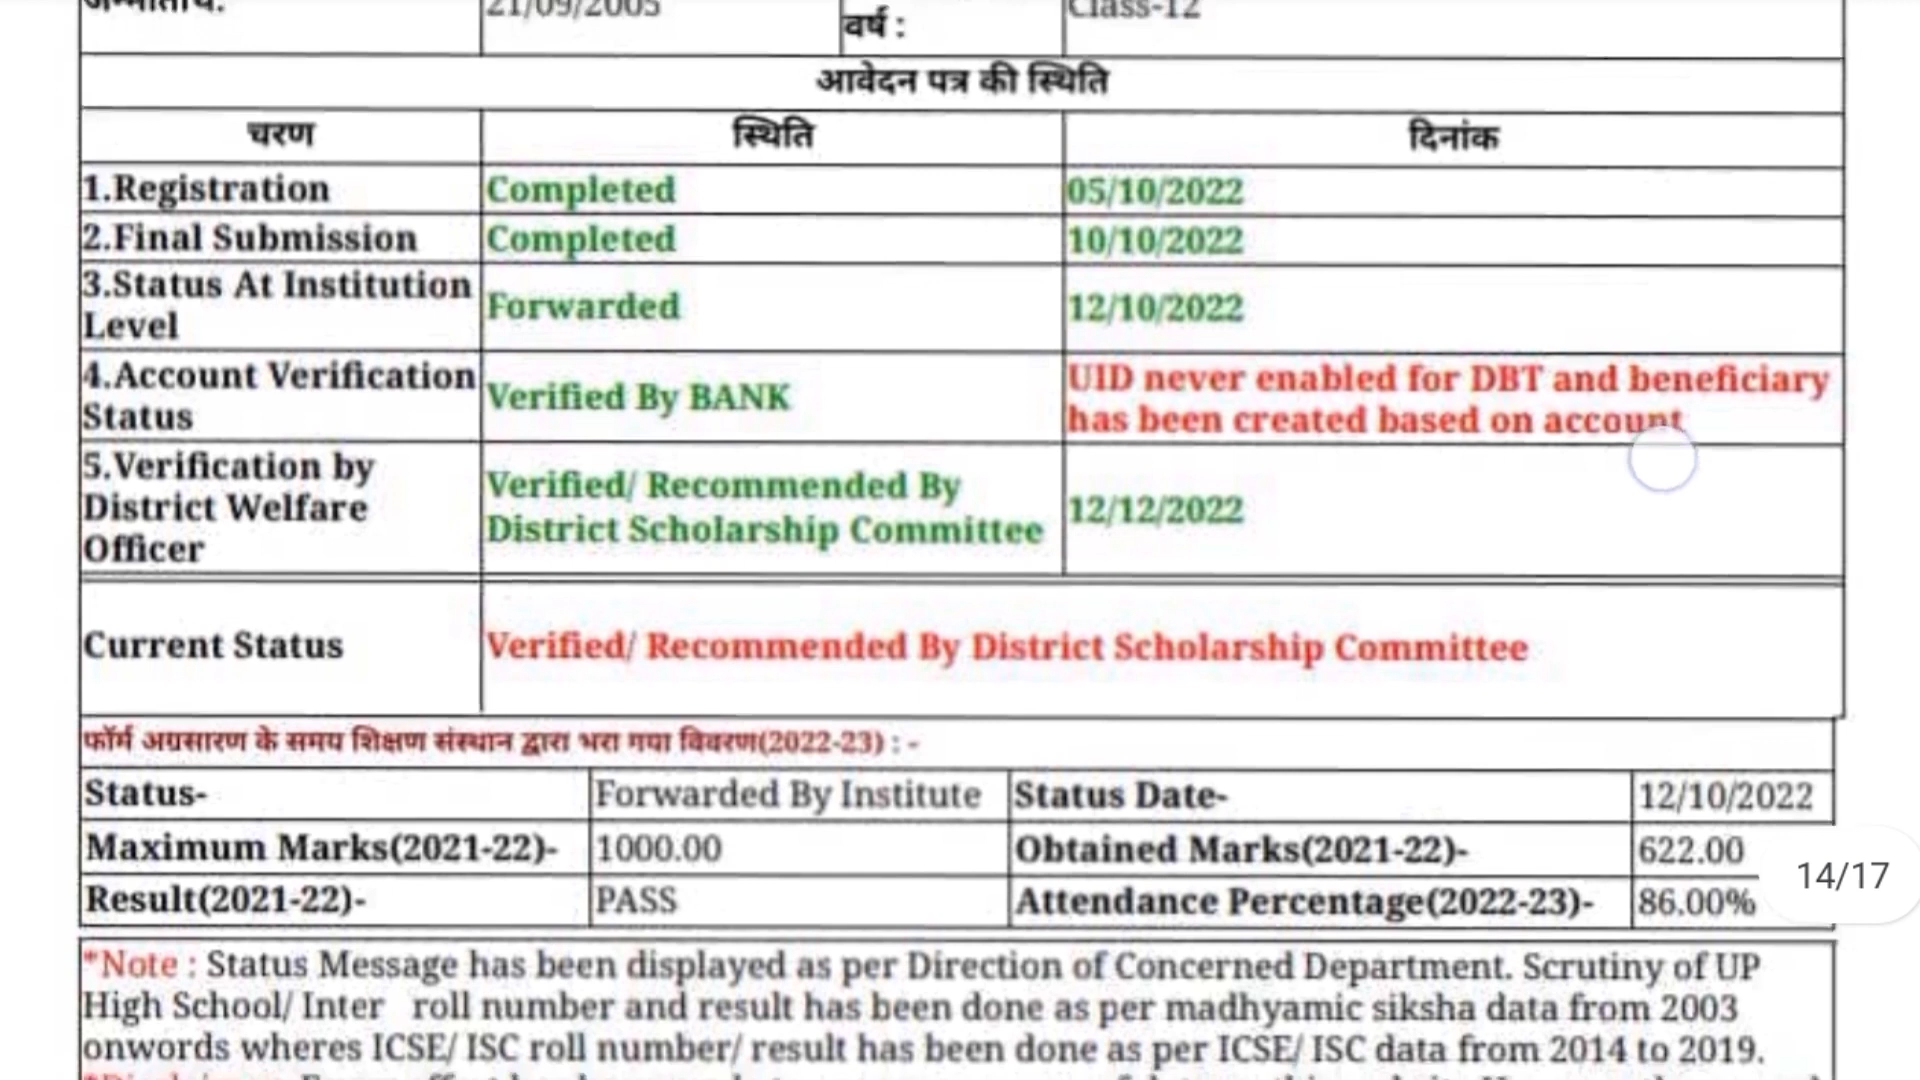 जन्मतिथि: 21/09/2005 वर्ष : Class-12
आवेदन पत्र की स्थिति
चरण स्थिति दिनांक
1.Registration Completed 05/10/2022
2.Final Submission Completed 10/10/2022
3.Status At Institution
Level
Forwarded 12/10/2022
4.Account Verification
Status
Verified By BANK
UID never enabled for DBT and beneficiary
has been created based on account
5.Verification by
District Welfare
Officer
Verified/ Recommended By
District Scholarship Committee
12/12/2022
Current Status Verified/ Recommended By District Scholarship Committee
फॉर्म अग्रसारण के समय शिक्षण संस्थान द्वारा भरा गया विवरण(2022-23) : -
Status- Forwarded By Institute Status Date- 12/10/2022
Maximum Marks(2021-22)- 1000.00 Obtained Marks(2021-22)- 622.00
Result(2021-22)- PASS Attendance Percentage(2022-23)- 86.00%
14/17
*Note : Status Message has been displayed as per Direction of Concerned Department. Scrutiny of UP
High School/ Inter roll number and result has been done as per madhyamic siksha data from 2003
onwords wheres ICSE/ ISC roll number/ result has been done as per ICSE/ ISC data from 2014 to 2019.